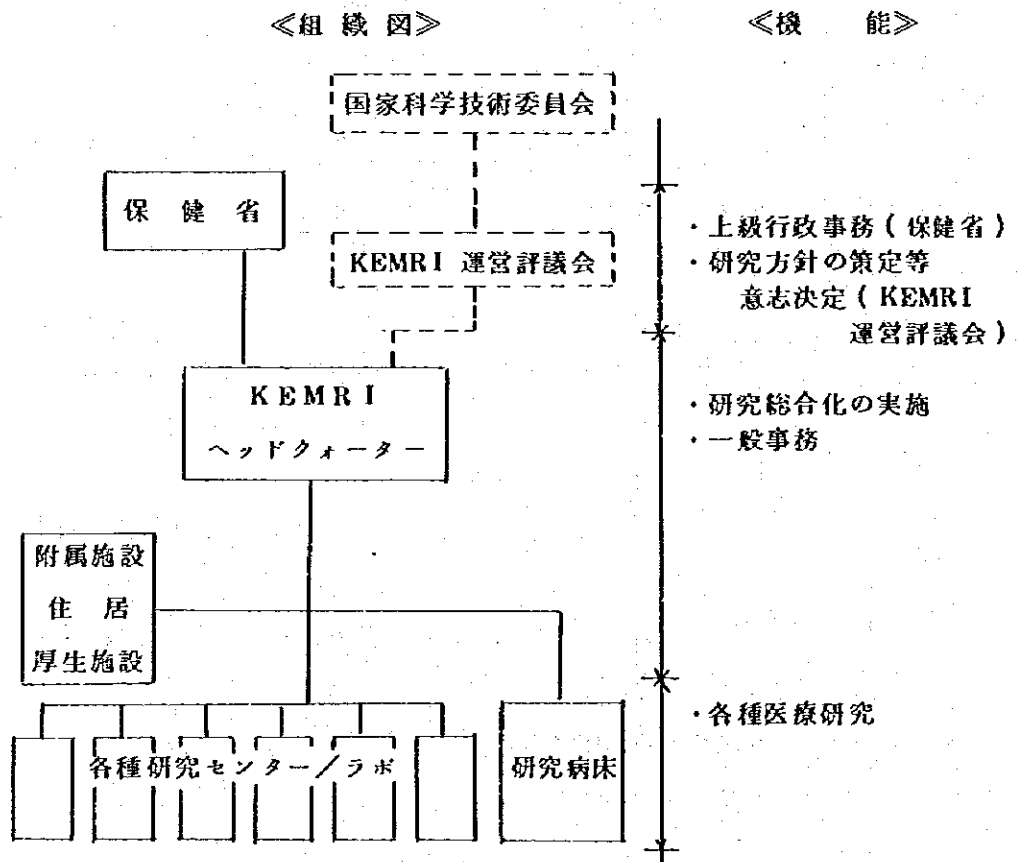 ≪組織図≫
≪機　　能≫
国家科学技術委員会
保　健　省
KEMRI 運営評議会
・上級行政事務(保健省)
・研究方針の策定等
意志決定(KEMRI
運営評議会)
KEMRI
ヘッドクォーター
・研究総合化の実施
・一般事務
附属施設
住　居
厚生施設
各種研究センター/ラボ
研究病床
・各種医療研究